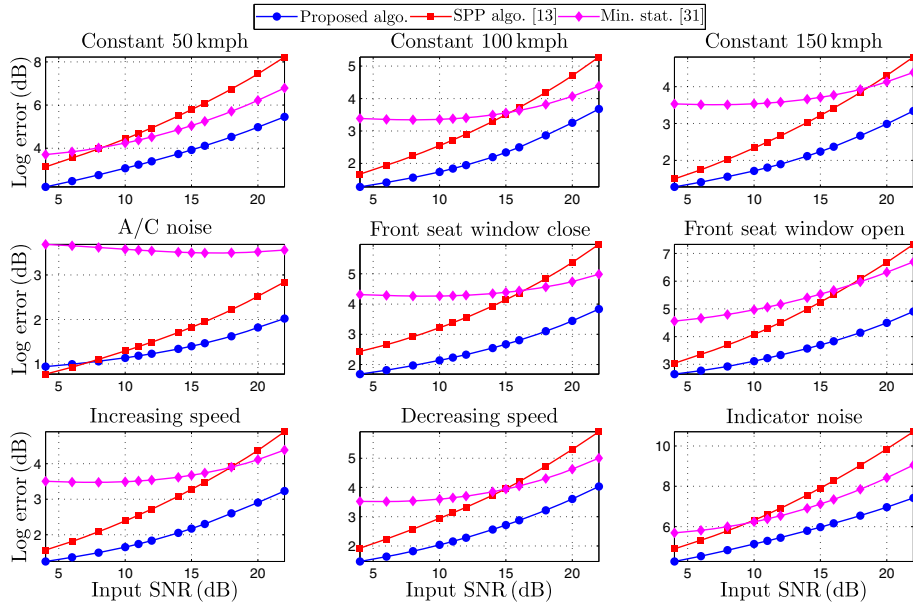 Proposed algo. SPP algo. [13] Min. stat. [31]
Constant 50 kmph Constant 100 kmph Constant 150 kmph
Log error (dB)
8
6
4
5 10 15 20
5
4
3
2
5 10 15 20
4
2
5 10 15 20
A/C noise Front seat window close Front seat window open
Log error (dB)
3
2
1
5 10 15 20
5
4
3
2
5 10 15 20
7
6
5
4
3
5 10 15 20
Increasing speed Decreasing speed Indicator noise
Log error (dB)
4
3
2
5 10 15 20
5
4
3
2
5 10 15 20
10
8
6
5 10 15 20
Input SNR (dB) Input SNR (dB) Input SNR (dB)